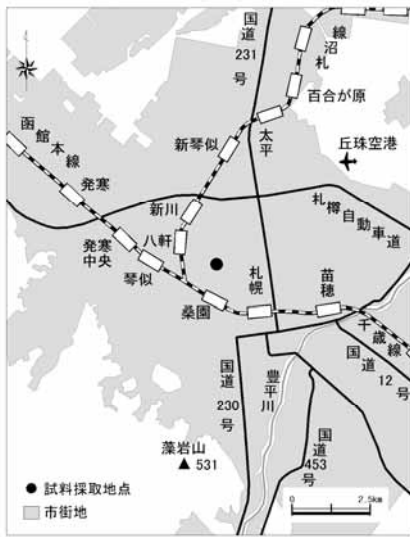 国道
231
号
札沼線
百合が原
太平
新琴似
丘珠空港
函館本線
発寒
新川
八軒
札樽自動車道
発寒
中央
琴似
桑園
札幌
苗穂
千歳線
国道
12
号
国道
230
号
豊平川
国道
453
号
藻岩山
531
試料採取地点
市街地
0
2.5km